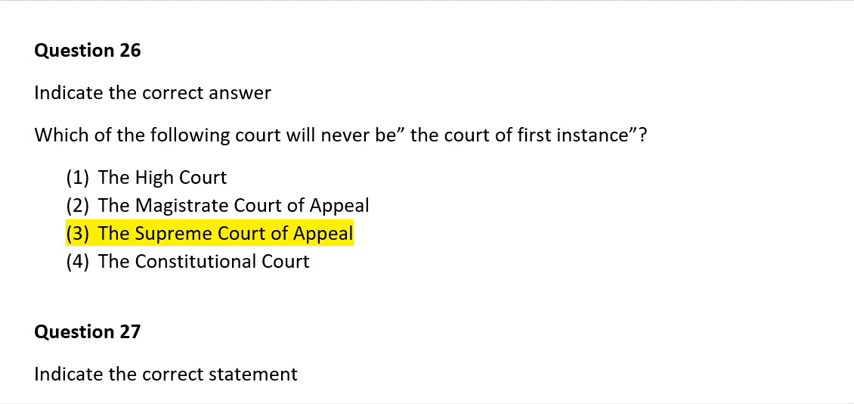 Question 26
Indicate the correct answer
Which of the following court will never be” the court of first instance”?
(1) The High Court
(2) The Magistrate Court of Appeal
(3) The Supreme Court of Appeal
(4) The Constitutional Court
Question 27
Indicate the correct statement